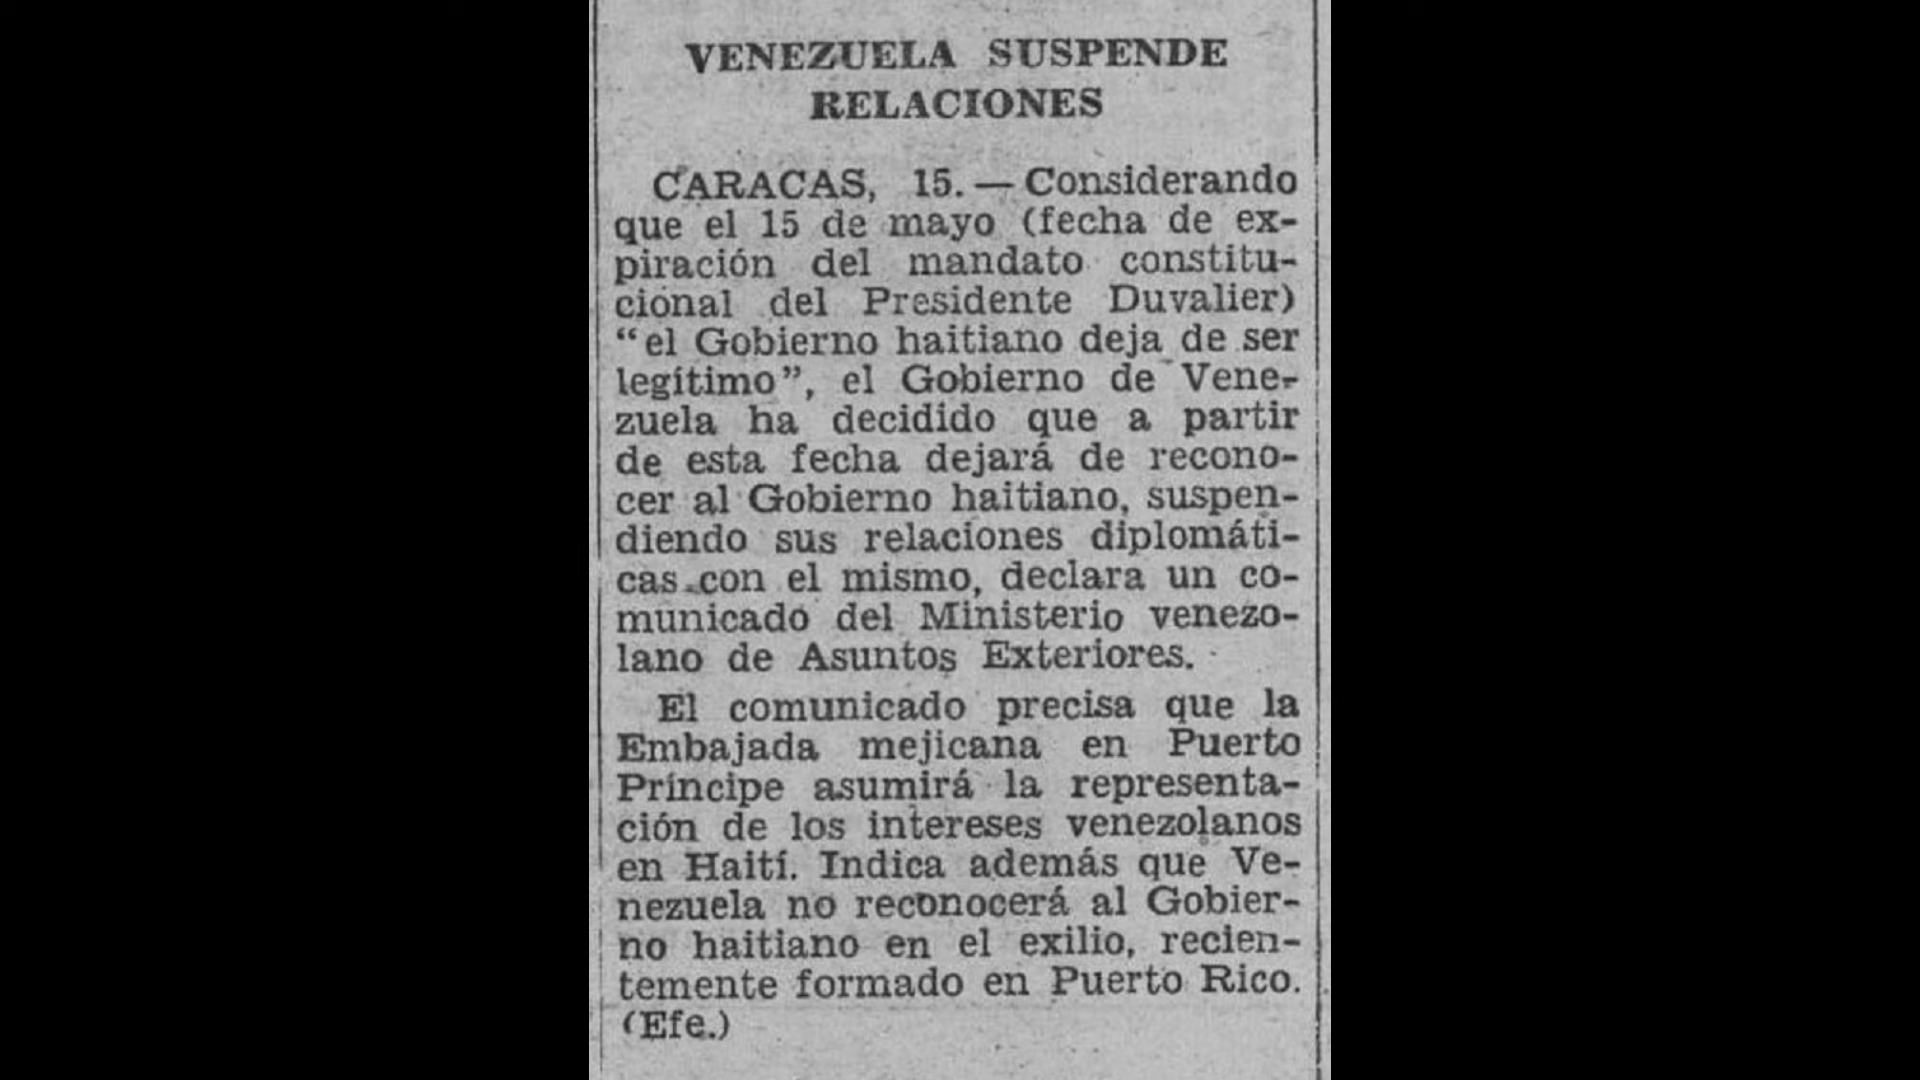 VENEZUELA SUSPENDE
RELACIONES
CARACAS, 15. — Considerando
que el 15 de mayo (fecha de ex-
piración del mandato constitu-
cional del Presidente Duvalier)
“el Gobierno haitiano deja de ser
legítimo”, el Gobierno de Vene-
zuela ha decidido que a partir
de esta fecha dejará de recono-
cer al Gobierno haitiano, suspen-
diendo sus relaciones diplomáti-
cas con el mismo, declara un co-
municado del Ministerio venezo-
lano de Asuntos Exteriores.
El comunicado precisa que la
Embajada mejicana en Puerto
Príncipe asumirá la representa-
ción de los intereses venezolanos
en Haití. Indica además que Ve-
nezuela no reconocerá al Gobier-
no haitiano en el exilio, recien-
temente formado en Puerto Rico.
(Efe.)